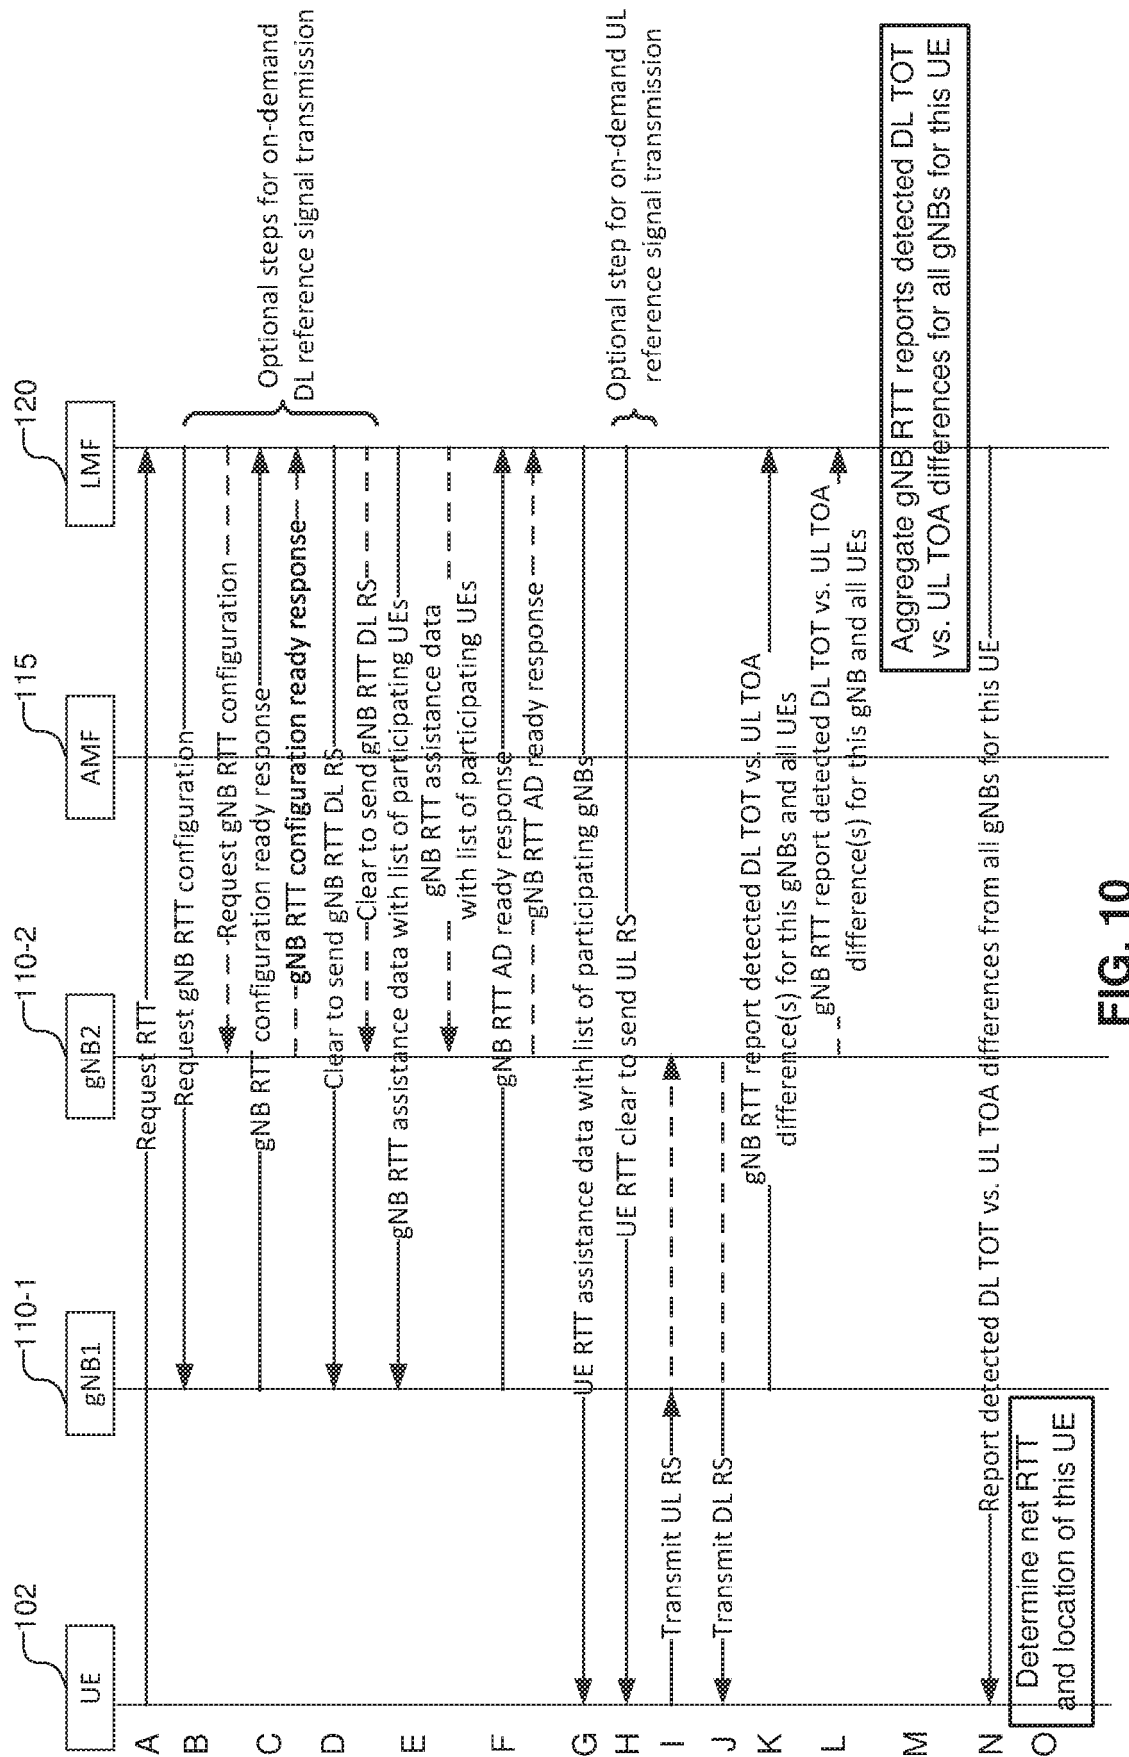 102
110-1
110-2
115
120
UE
gNB1
gNB2
AMF
LMF
A
Request RTT
B
Request gNB RTT configuration
Request gNB RTT configuration
C
gNB RTT configuration ready response
gNB RTT configuration ready response
D
Clear to send gNB RTT DL RS
Clear to send gNB RTT DL RS
Optional steps for on-demand
DL reference signal transmission
E
gNB RTT assistance data with list of participating UEs
gNB RTT assistance data
with list of participating UEs
F
gNB RTT AD ready response
gNB RTT AD ready response
G
UE RTT assistance data with list of participating gNBs
H
UE RTT clear to send UL RS
Optional step for on-demand UL
reference signal transmission
I
Transmit UL RS
J
Transmit DL RS
K
gNB RTT report detected DL TOT vs. UL TOA
difference(s) for this gNBs and all UEs
L
gNB RTT report detected DL TOT vs. UL TOA
difference(s) for this gNB and all UEs
M
Aggregate gNB RTT reports detected DL TOT
vs. UL TOA differences for all gNBs for this UE
N
Report detected DL TOT vs. UL TOA differences from all gNBs for this UE
O
Determine net RTT
and location of this UE
FIG. 10